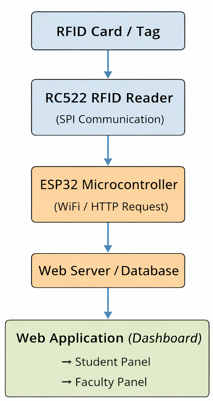 RFID Card / Tag
RC522 RFID Reader
(SPI Communication)
ESP32 Microcontroller
(WiFi / HTTP Request)
Web Server / Database
Web Application (Dashboard)
→ Student Panel
→ Faculty Panel